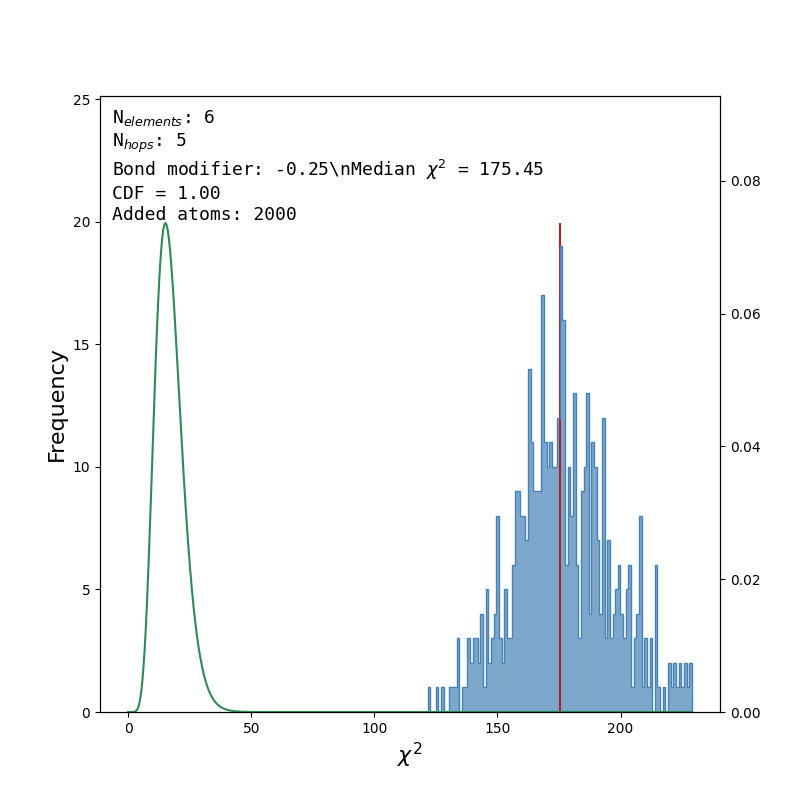 25
20
15
10
5
0
0.08
0.06
0.04
0.02
0.00
0 50 100 150 200
Frequency
χ²
N_elements: 6
N_hops: 5
Bond modifier: -0.25\nMedian χ² = 175.45
CDF = 1.00
Added atoms: 2000